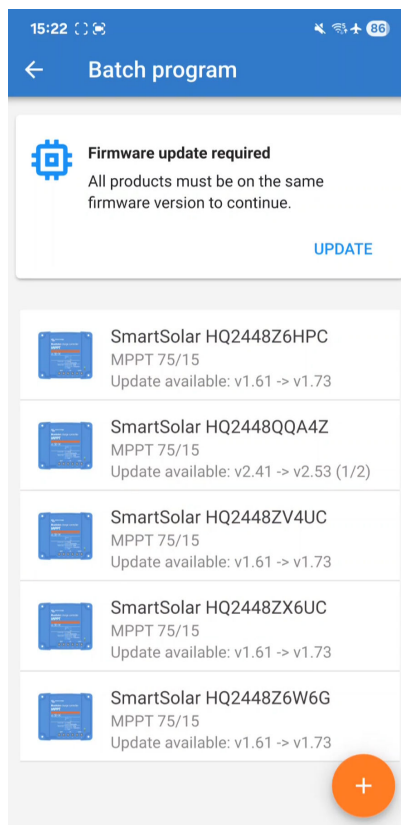 15:22
86
Batch program
Firmware update required
All products must be on the same
firmware version to continue.
UPDATE
SmartSolar HQ2448Z6HPC
MPPT 75/15
Update available: v1.61 -> v1.73
SmartSolar HQ2448QQA4Z
MPPT 75/15
Update available: v2.41 -> v2.53 (1/2)
SmartSolar HQ2448ZV4UC
MPPT 75/15
Update available: v1.61 -> v1.73
SmartSolar HQ2448ZX6UC
MPPT 75/15
Update available: v1.61 -> v1.73
SmartSolar HQ2448Z6W6G
MPPT 75/15
Update available: v1.61 -> v1.73